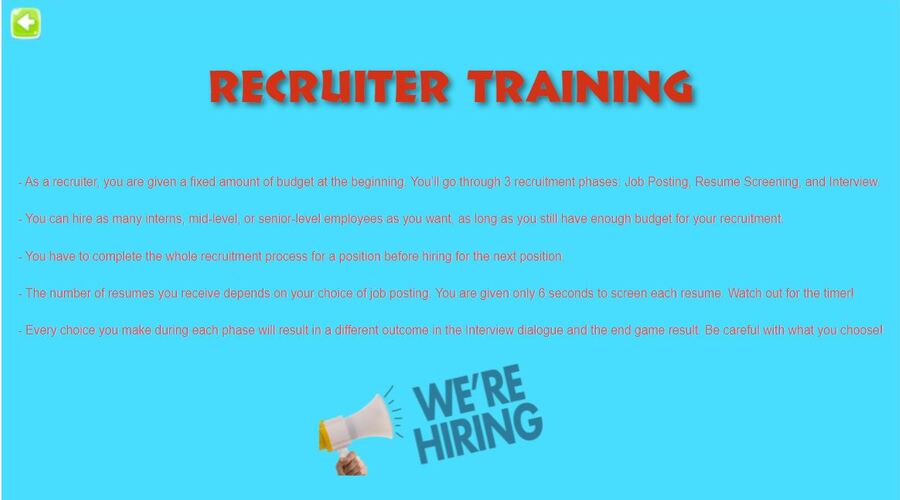 RECRUITER TRAINING
- As a recruiter, you are given a fixed amount of budget at the beginning. You'll go through 3 recruitment phases: Job Posting, Resume Screening, and Interview.
- You can hire as many interns, mid-level, or senior-level employees as you want, as long as you still have enough budget for your recruitment.
- You have to complete the whole recruitment process for a position before hiring for the next position.
- The number of resumes you receive depends on your choice of job posting. You are given only 6 seconds to screen each resume. Watch out for the timer!
- Every choice you make during each phase will result in a different outcome in the Interview dialogue and the end game result. Be careful with what you choose!
WE'RE
HIRING